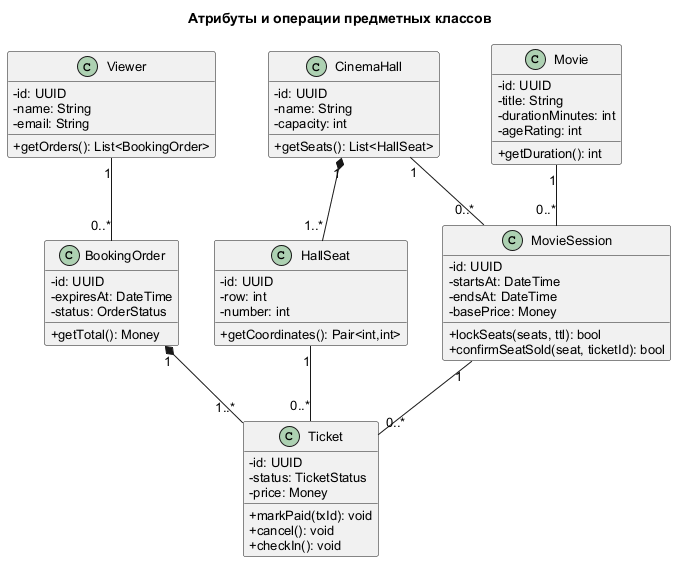 Атрибуты и операции предметных классов
C Viewer
-id: UUID
-name: String
-email: String
+getOrders(): List<BookingOrder>
C CinemaHall
-id: UUID
-name: String
-capacity: int
+getSeats(): List<HallSeat>
C Movie
-id: UUID
-title: String
-durationMinutes: int
-ageRating: int
+getDuration(): int
1
0..*
1
1..*
1
0..*
1
0..*
C BookingOrder
-id: UUID
-expiresAt: DateTime
-status: OrderStatus
+getTotal(): Money
C HallSeat
-id: UUID
-row: int
-number: int
+getCoordinates(): Pair<int,int>
C MovieSession
-id: UUID
-startsAt: DateTime
-endsAt: DateTime
-basePrice: Money
+lockSeats(seats, ttl): bool
+confirmSeatSold(seat, ticketId): bool
1
1..*
1
0..*
1
0..*
C Ticket
-id: UUID
-status: TicketStatus
-price: Money
+markPaid(txId): void
+cancel(): void
+checkIn(): void